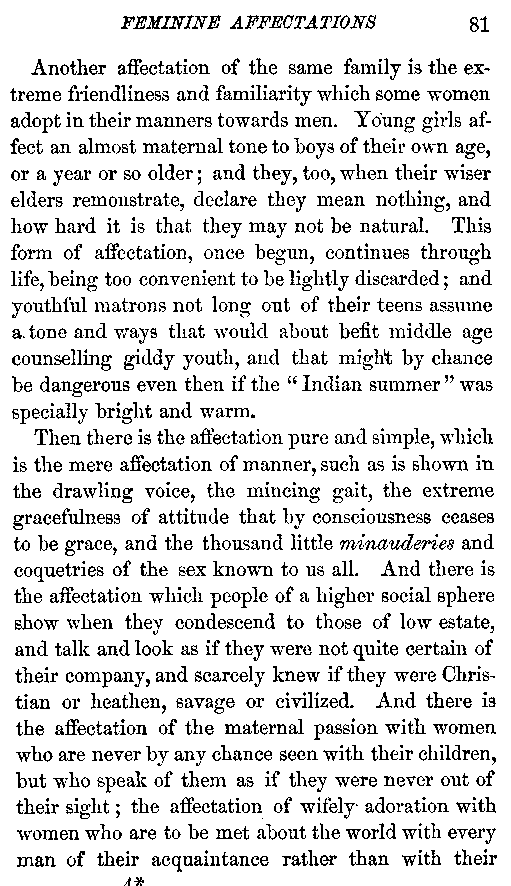 FEMININE AFFECTATIONS 81
Another affection of the same family is the ex-
treme friendliness and familiarity which some women
adopt in their manners towards men. Young girls af-
fect an almost maternal tone to boys of their own age,
or a year or so older; and they, too, when their wiser
elders remonstrate, declare they mean nothing, and
how hard it is that they may not be natural. This
form of affectation, once begun, continues through
life, being too convenient to be lightly discarded; and
youthful matrons not long out of their teens assume
a tone and ways that would about befit middle age
counselling giddy youth, and that might by chance
be dangerous even then if the “Indian summer” was
specially bright and warm.
Then there is the affectation pure and simple, which
is the mere affectation of manner, such as is shown in
the drawling voice, the mincing gait, the extreme
gracefulness of attitude that by consciousness ceases
to be grace, and the thousand little minauderies and
coquetries of the sex known to us all. And there is
the affectation which people of a higher social sphere
show when they condescend to those of low estate,
and talk and look as if they were not quite certain of
their company, and scarcely knew if they were Chris-
tian or heathen, savage or civilized. And there is
the affectation of the maternal passion with women
who are never by any chance seen with their children,
but who speak of them as if they were never out of
their sight; the affectation of wifely adoration with
women who are to be met about the world with every
man of their acquaintance rather than with their
4*